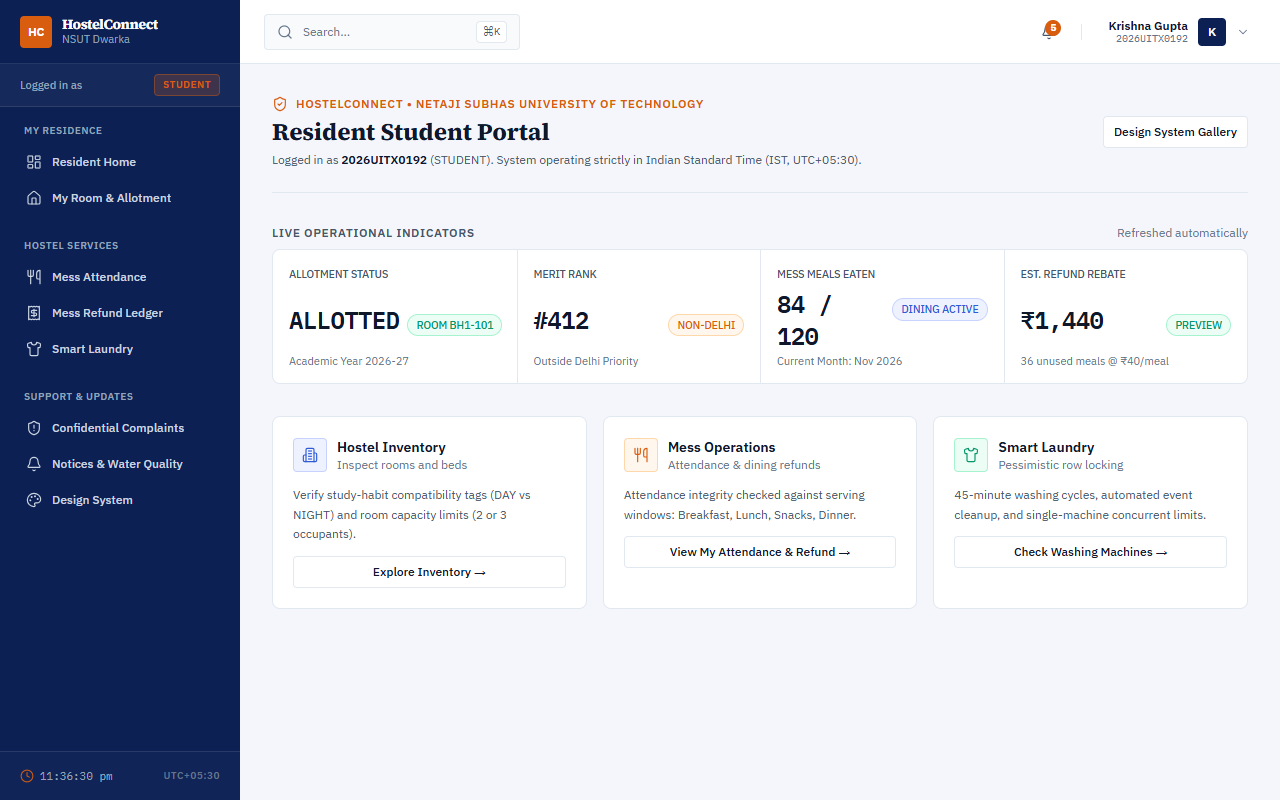 HC
HostelConnect
NSUT Dwarka
Logged in as
STUDENT
MY RESIDENCE
Resident Home
My Room & Allotment
HOSTEL SERVICES
Mess Attendance
Mess Refund Ledger
Smart Laundry
SUPPORT & UPDATES
Confidential Complaints
Notices & Water Quality
Design System
11:36:30 pm
UTC+05:30
Search...
⌘K
5
Krishna Gupta
2026UITX0192
K
HOSTELCONNECT • NETAJI SUBHAS UNIVERSITY OF TECHNOLOGY
Resident Student Portal
Logged in as 2026UITX0192 (STUDENT). System operating strictly in Indian Standard Time (IST, UTC+05:30).
Design System Gallery
LIVE OPERATIONAL INDICATORS
Refreshed automatically
ALLOTMENT STATUS
ALLOTTED
ROOM BH1-101
Academic Year 2026-27
MERIT RANK
#412
NON-DELHI
Outside Delhi Priority
MESS MEALS EATEN
84 /
120
DINING ACTIVE
Current Month: Nov 2026
EST. REFUND REBATE
₹1,440
PREVIEW
36 unused meals @ ₹40/meal
Hostel Inventory
Inspect rooms and beds
Verify study-habit compatibility tags (DAY vs
NIGHT) and room capacity limits (2 or 3
occupants).
Explore Inventory →
Mess Operations
Attendance & dining refunds
Attendance integrity checked against serving
windows: Breakfast, Lunch, Snacks, Dinner.
View My Attendance & Refund →
Smart Laundry
Pessimistic row locking
45-minute washing cycles, automated event
cleanup, and single-machine concurrent limits.
Check Washing Machines →